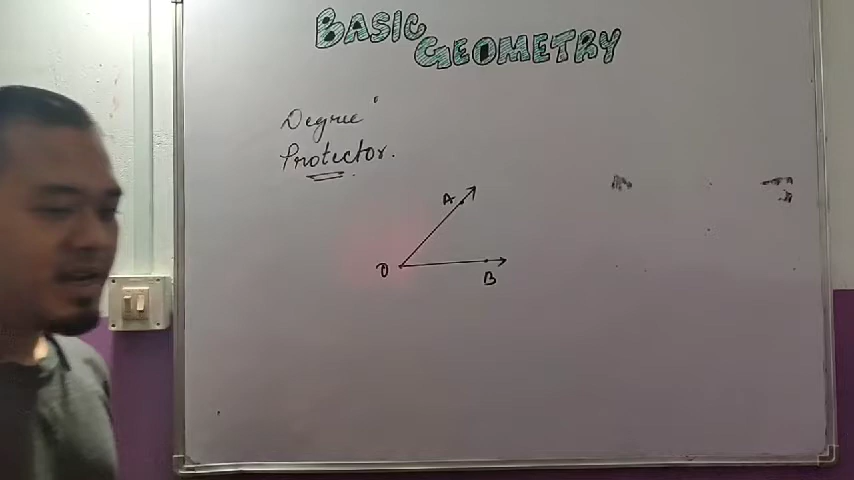 BASIC
GEOMETRY
Degree °
Protector.
A
O
B